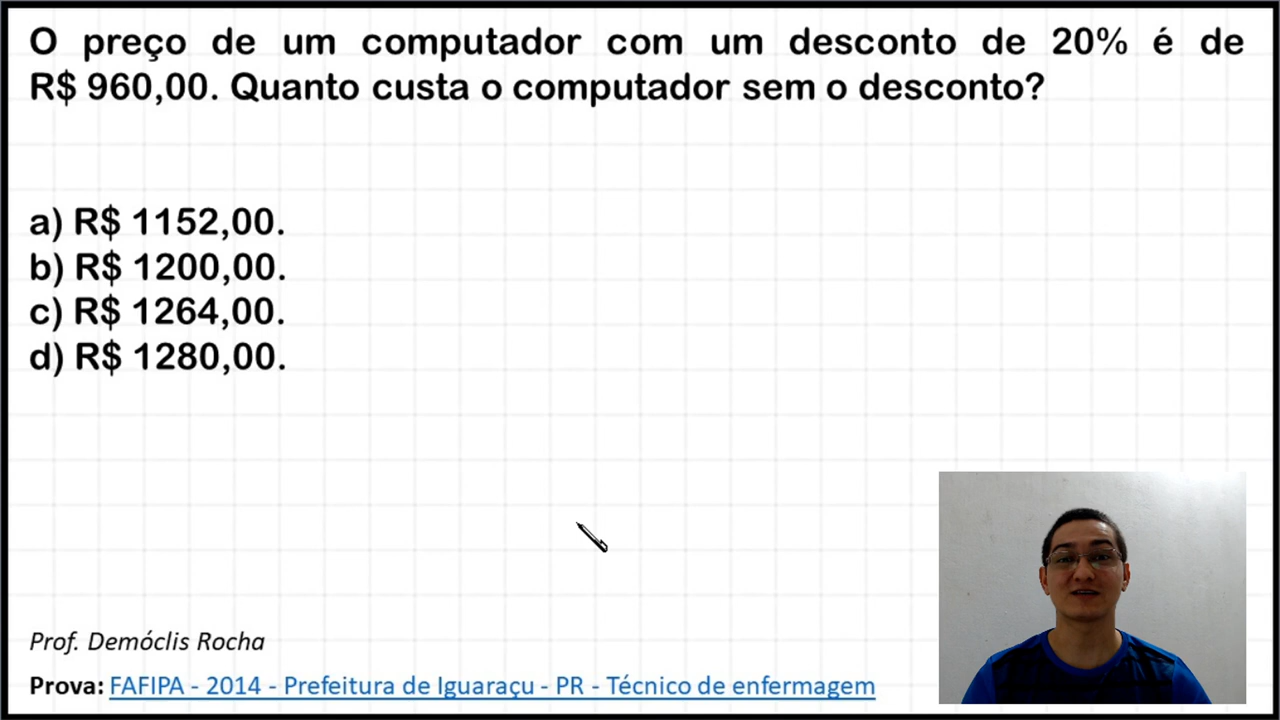 O preço de um computador com um desconto de 20% é de
R$ 960,00. Quanto custa o computador sem o desconto?
a) R$ 1152,00.
b) R$ 1200,00.
c) R$ 1264,00.
d) R$ 1280,00.
Prof. Demóclis Rocha
Prova: FAFIPA - 2014 - Prefeitura de Iguaraçu - PR - Técnico de enfermagem